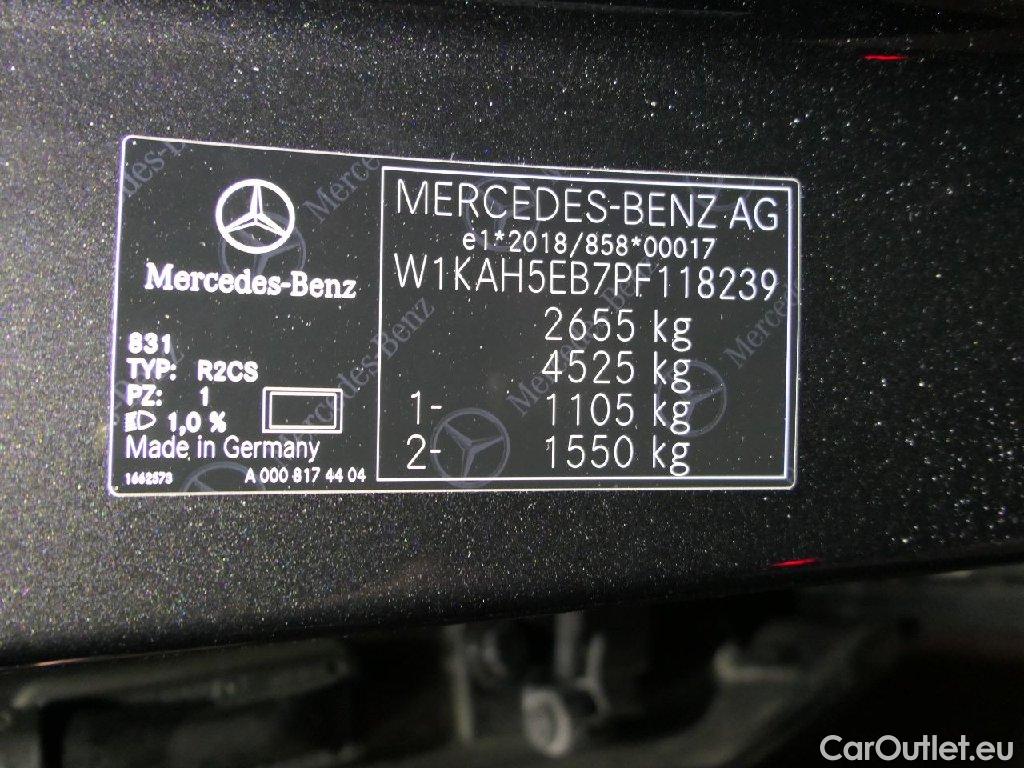 Mercedes-Benz
831
TYP: R2CS
PZ: 1
1,0 %
Made in Germany
1662573
A 000 817 44 04
MERCEDES-BENZ AG
e1*2018/858*00017
W1KAH5EB7PF118239
2655 kg
4525 kg
1- 1105 kg
2- 1550 kg
CarOutlet.eu